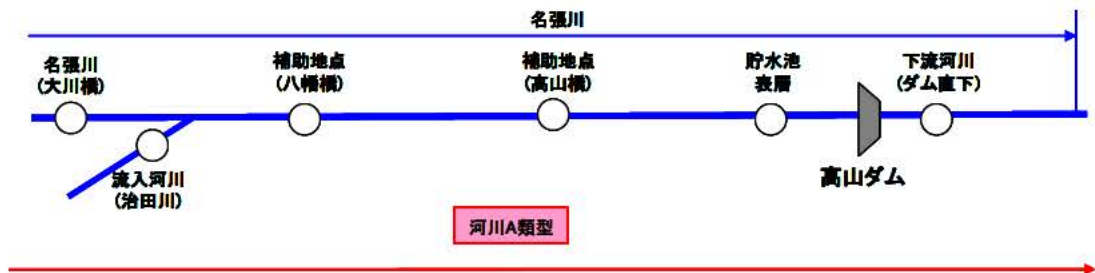 名張川
名張川
(大川橋)
補助地点
(八幡橋)
補助地点
(高山橋)
貯水池
表層
下流河川
(ダム直下)
流入河川
(治田川)
高山ダム
河川A類型